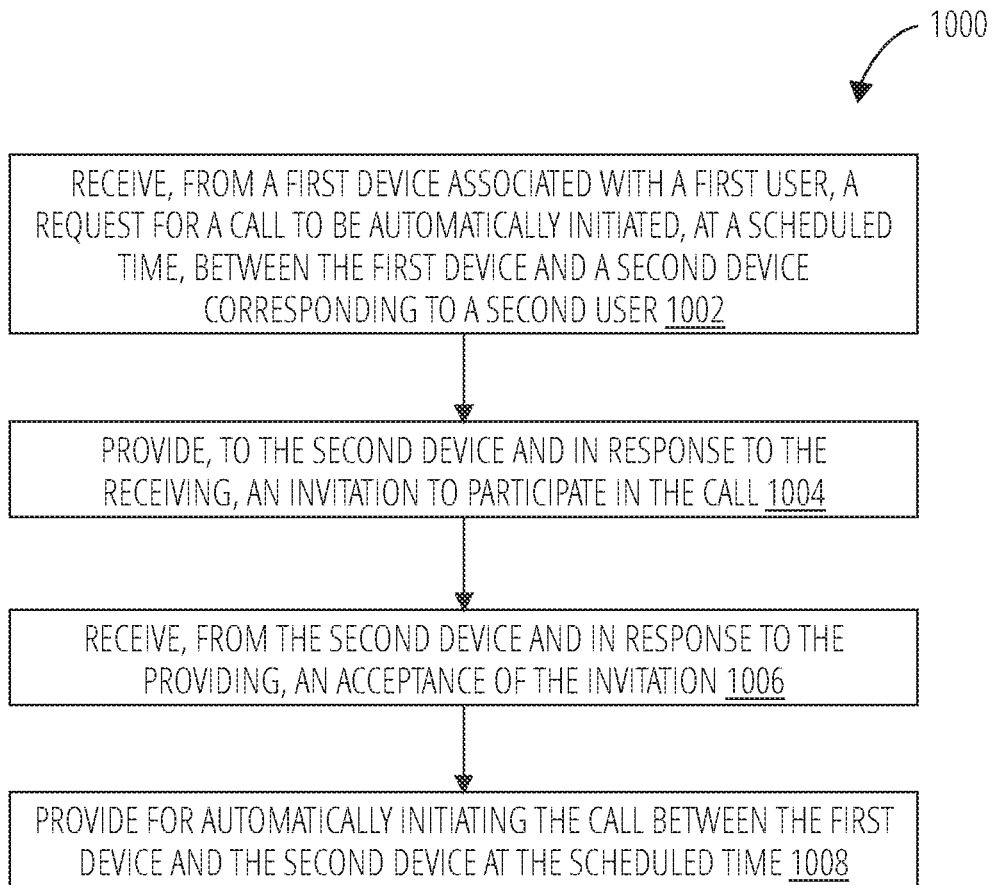 1000
RECEIVE, FROM A FIRST DEVICE ASSOCIATED WITH A FIRST USER, A
REQUEST FOR A CALL TO BE AUTOMATICALLY INITIATED, AT A SCHEDULED
TIME, BETWEEN THE FIRST DEVICE AND A SECOND DEVICE
CORRESPONDING TO A SECOND USER 1002
PROVIDE, TO THE SECOND DEVICE AND IN RESPONSE TO THE
RECEIVING, AN INVITATION TO PARTICIPATE IN THE CALL 1004
RECEIVE, FROM THE SECOND DEVICE AND IN RESPONSE TO THE
PROVIDING, AN ACCEPTANCE OF THE INVITATION 1006
PROVIDE FOR AUTOMATICALLY INITIATING THE CALL BETWEEN THE FIRST
DEVICE AND THE SECOND DEVICE AT THE SCHEDULED TIME 1008